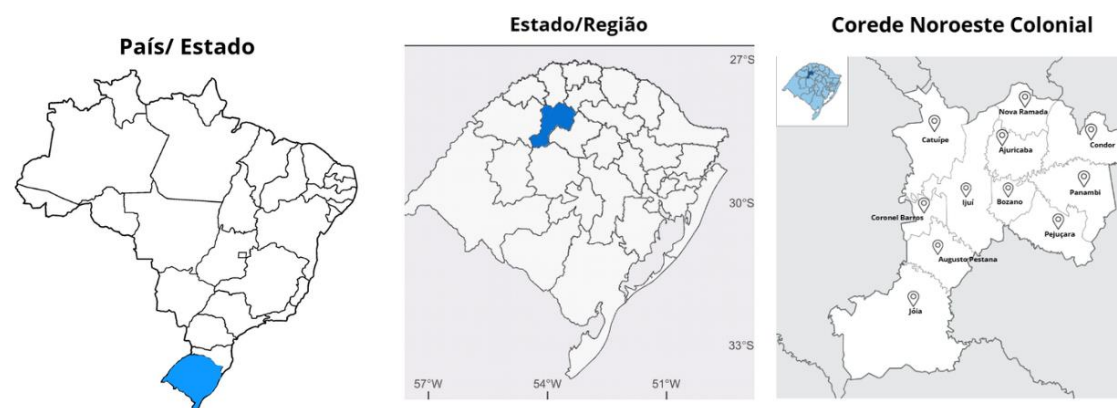 País/ Estado
Estado/Região
27°S
30°S
33°S
57°W
54°W
51°W
Corede Noroeste Colonial
Nova Ramada
Catuípe
Ajuricaba
Condor
Panambi
Ijuí
Bozano
Coronel Barros
Pejuçara
Augusto Pestana
Jóia